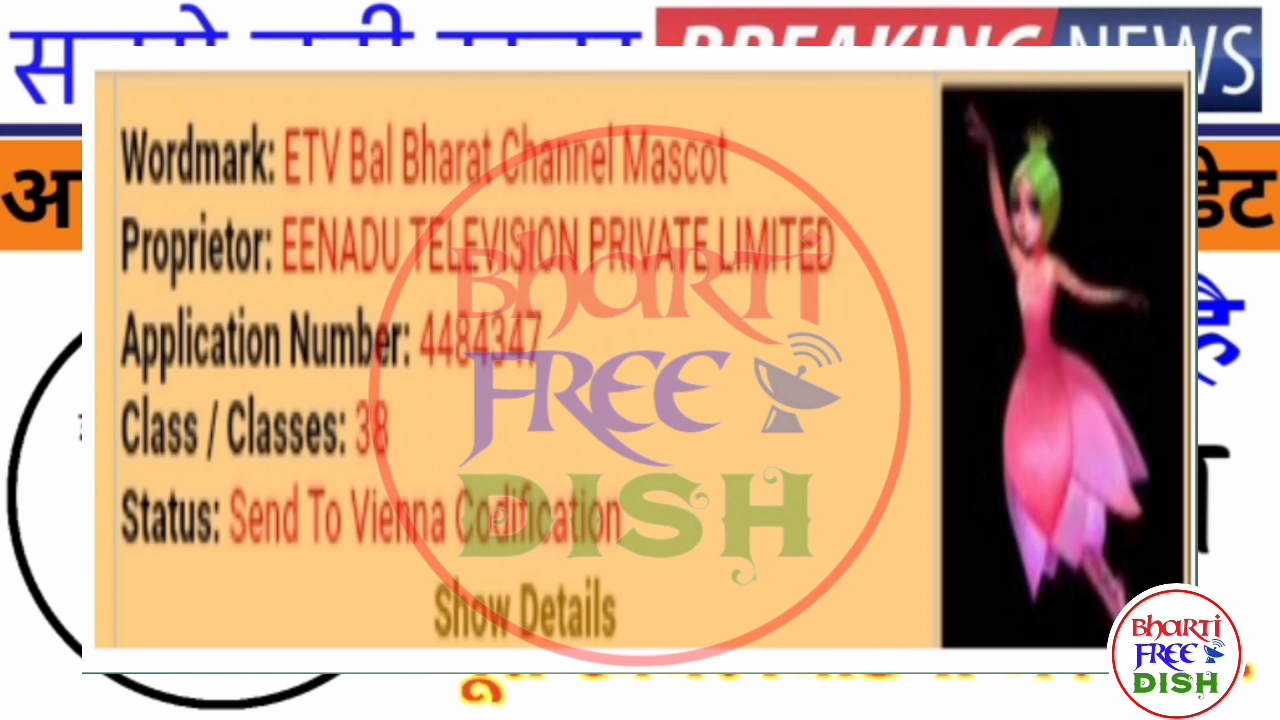 BREAKING NEWS
Wordmark: ETV Bal Bharat Channel Mascot
Proprietor: EENADU TELEVISION PRIVATE LIMITED
Application Number: 4484347
Class / Classes: 38
Status: Send To Vienna Codification
Show Details
BHARTI
FREE
DISH
BHARTI
FREE
DISH